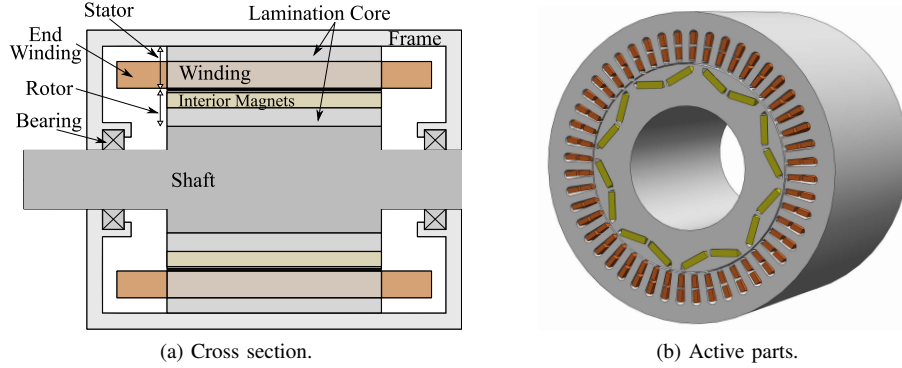 Stator
Lamination Core
End
Winding
Frame
Winding
Rotor
Interior Magnets
Bearing
Shaft
(a) Cross section.
(b) Active parts.